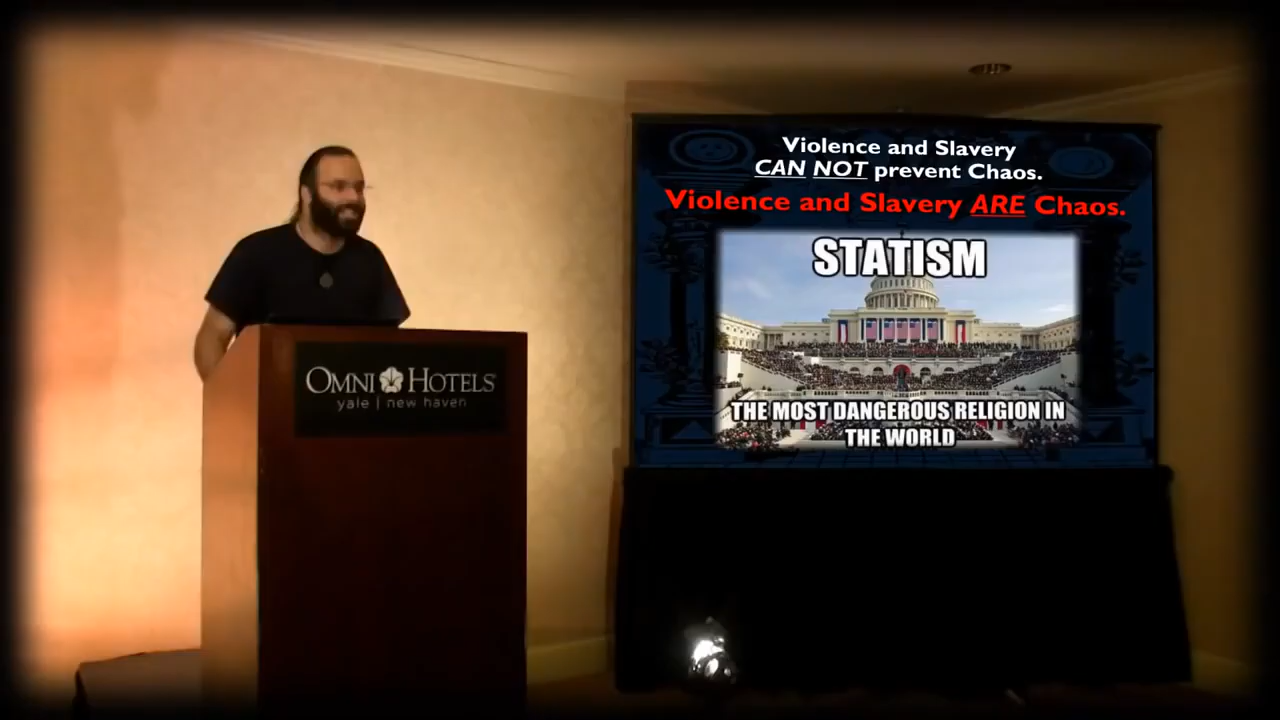 OMNI HOTELS
yale | new haven
Violence and Slavery
CAN NOT prevent Chaos.
Violence and Slavery ARE Chaos.
STATISM
THE MOST DANGEROUS RELIGION IN
THE WORLD